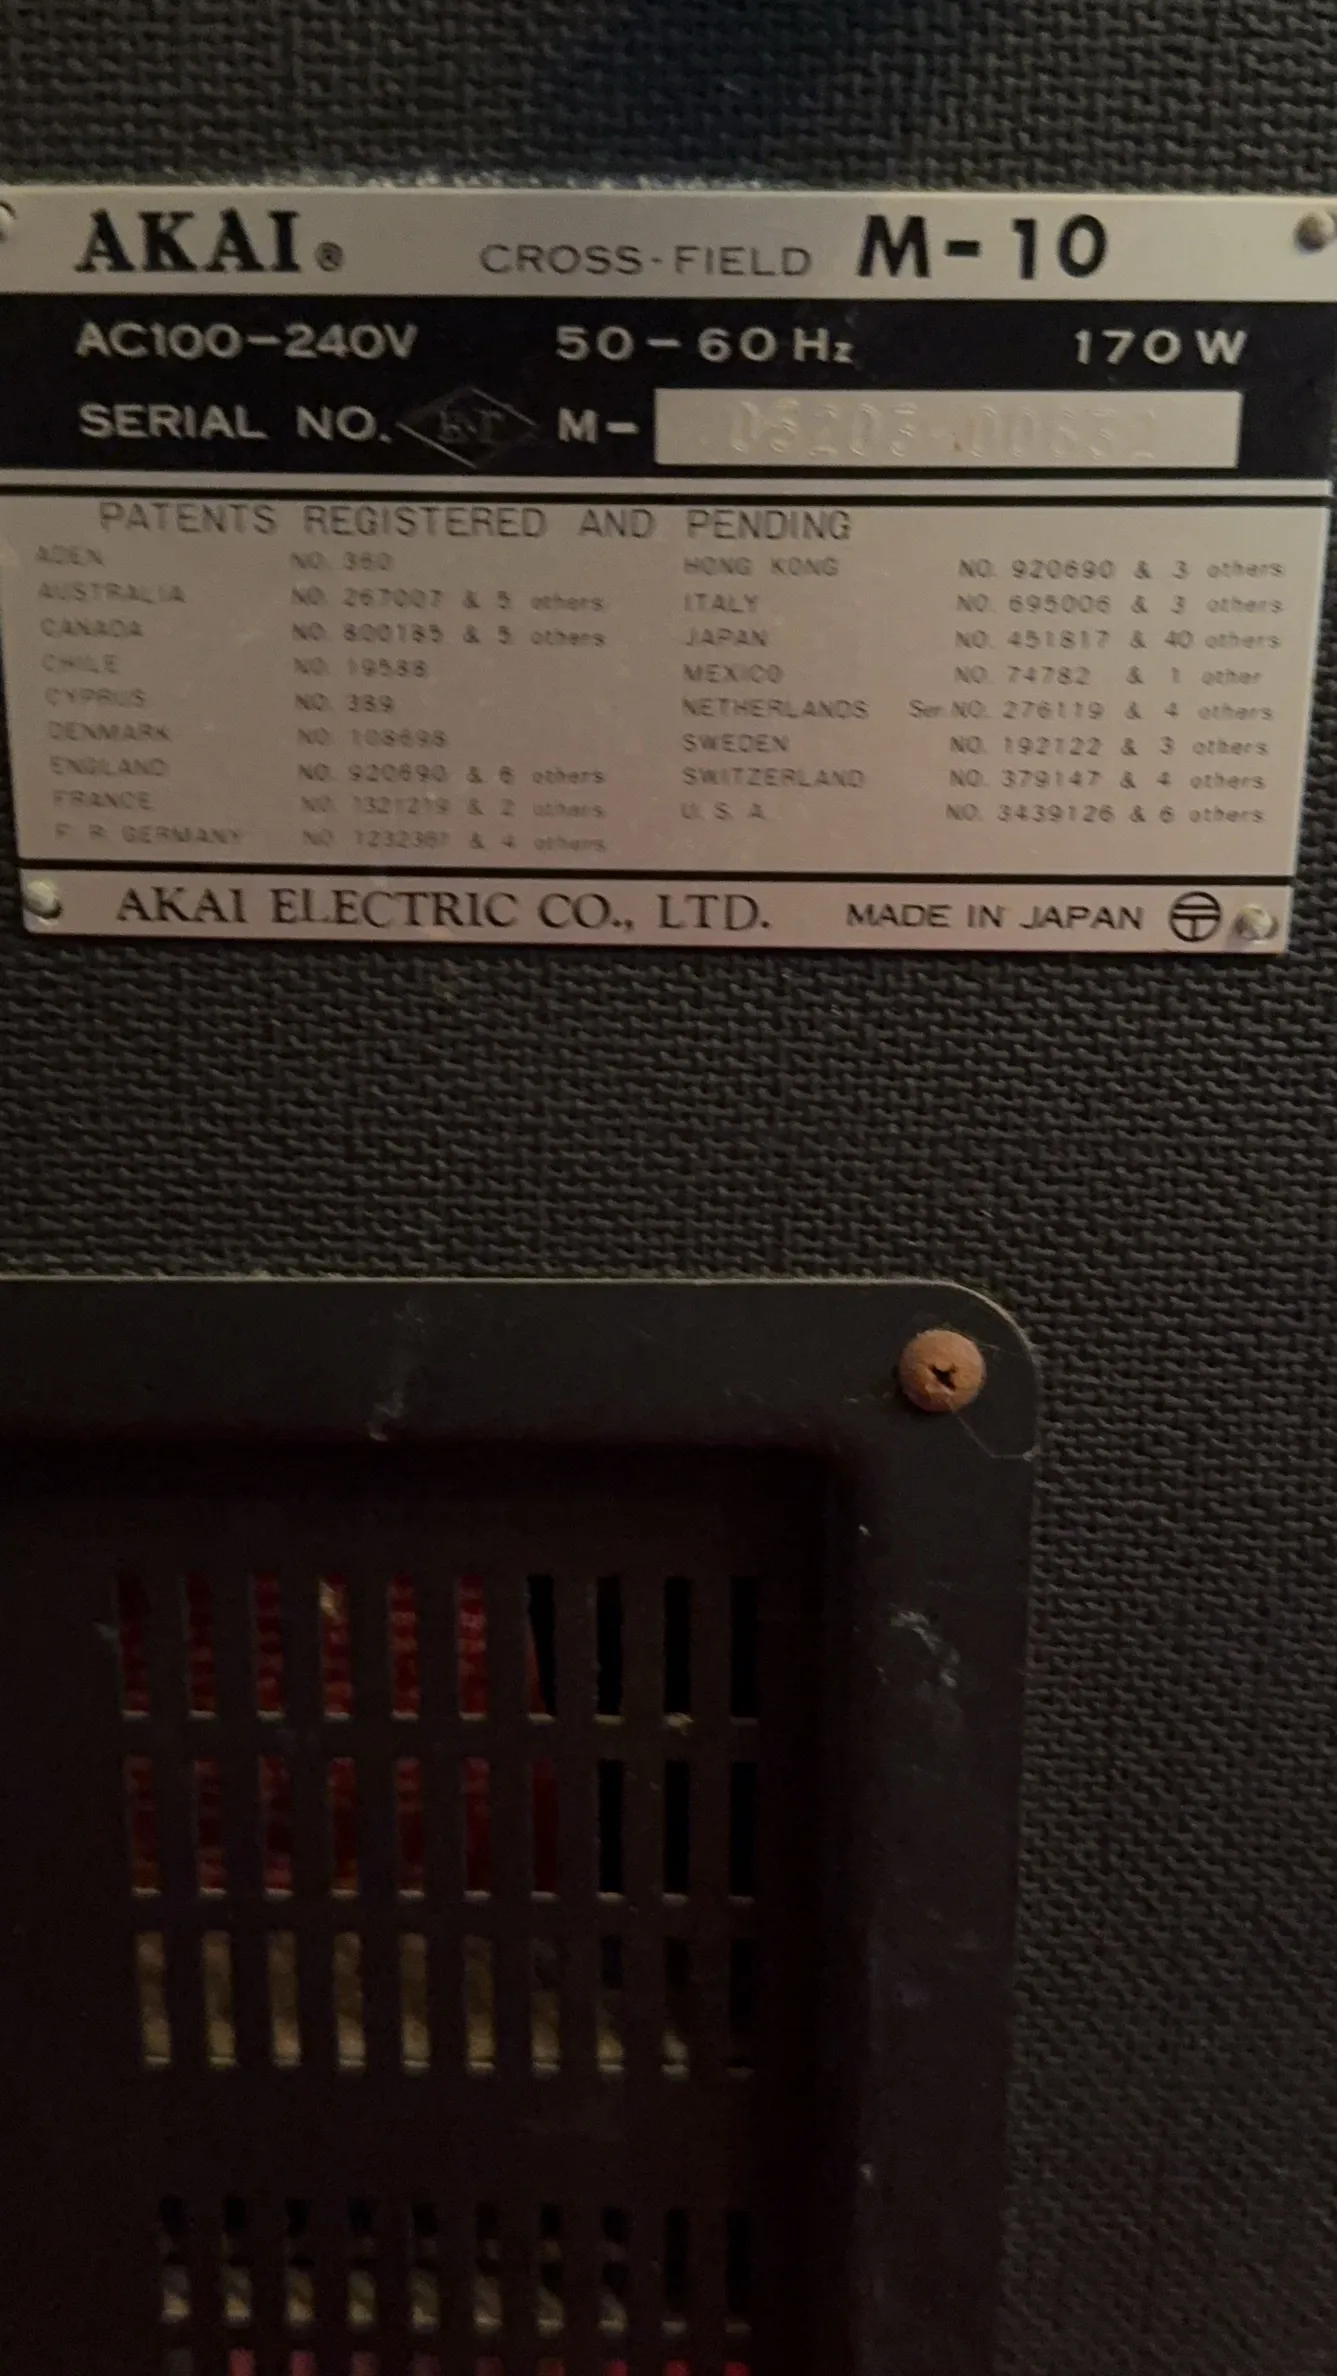 AKAI® CROSS-FIELD M-10
AC100-240V 50-60 Hz 170 W
SERIAL NO. M-
PATENTS REGISTERED AND PENDING
ADEN NO. 360
AUSTRALIA NO. 267007 & 5 others
CANADA NO. 800185 & 5 others
CHILE NO. 19588
CYPRUS NO. 389
DENMARK NO. 108698
ENGLAND NO. 920690 & 6 others
FRANCE NO. 1321219 & 2 others
F. R. GERMANY NO. 1232367 & 4 others
HONG KONG NO. 920690 & 3 others
ITALY NO. 695006 & 3 others
JAPAN NO. 451817 & 40 others
MEXICO NO. 74782 & 1 other
NETHERLANDS Ser. NO. 276119 & 4 others
SWEDEN NO. 192122 & 3 others
SWITZERLAND NO. 379147 & 4 others
U. S. A. NO. 3439126 & 6 others
AKAI ELECTRIC CO., LTD. MADE IN JAPAN